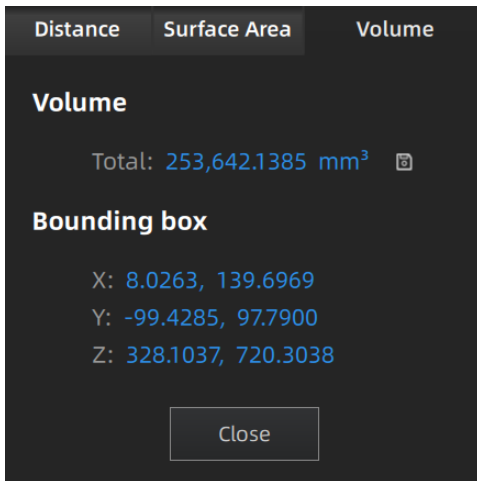 Distance Surface Area Volume
Volume
Total: 253,642.1385 mm³
Bounding box
X: 8.0263, 139.6969
Y: -99.4285, 97.7900
Z: 328.1037, 720.3038
Close